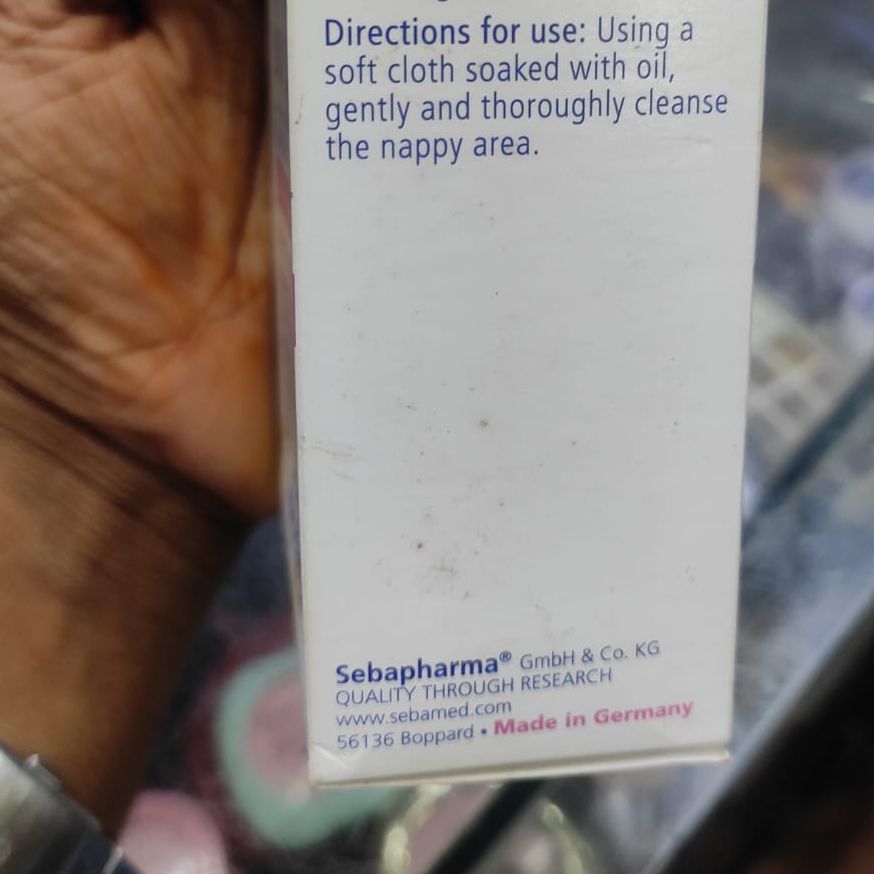 Directions for use: Using a
soft cloth soaked with oil,
gently and thoroughly cleanse
the nappy area.
Sebapharma® GmbH & Co. KG
QUALITY THROUGH RESEARCH
www.sebamed.com
56136 Boppard • Made in Germany